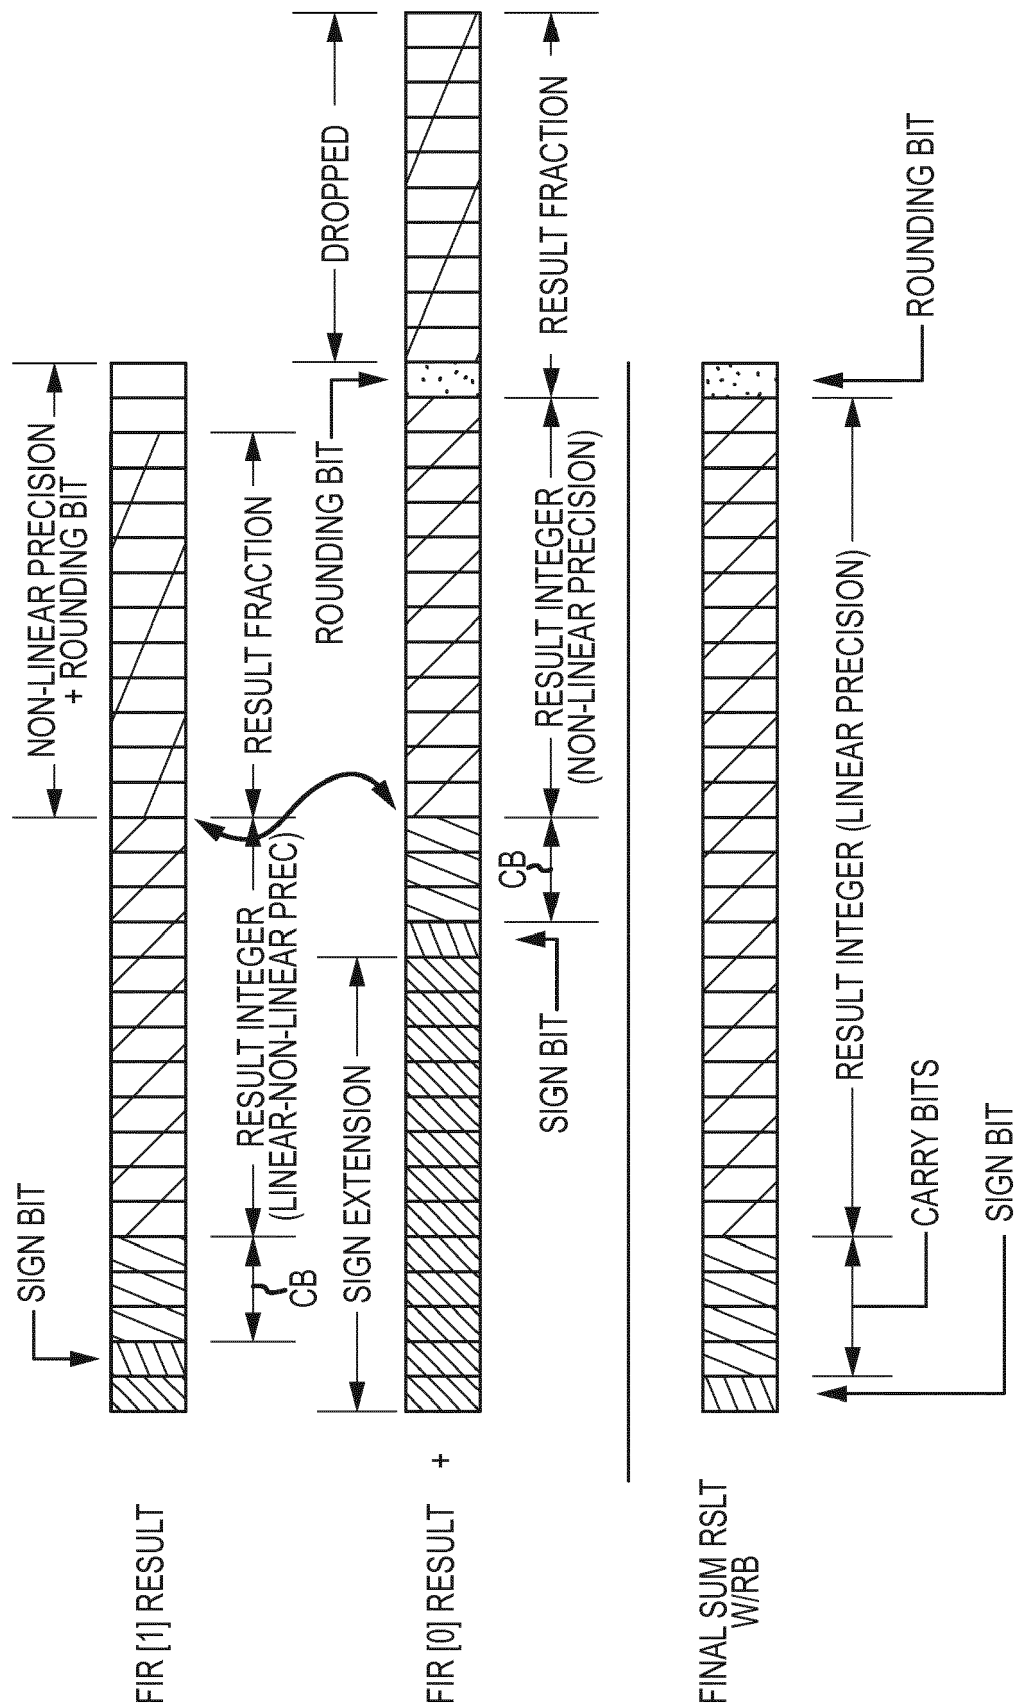 FIR [1] RESULT
SIGN BIT
CB
RESULT INTEGER
(LINEAR-NON-LINEAR PREC)
RESULT FRACTION
NON-LINEAR PRECISION
+ ROUNDING BIT
FIR [0] RESULT
+
SIGN EXTENSION
ROUNDING BIT
DROPPED
SIGN BIT
CB
RESULT INTEGER
(NON-LINEAR PRECISION)
RESULT FRACTION
FINAL SUM RSLT
W/RB
RESULT INTEGER (LINEAR PRECISION)
CARRY BITS
SIGN BIT
ROUNDING BIT